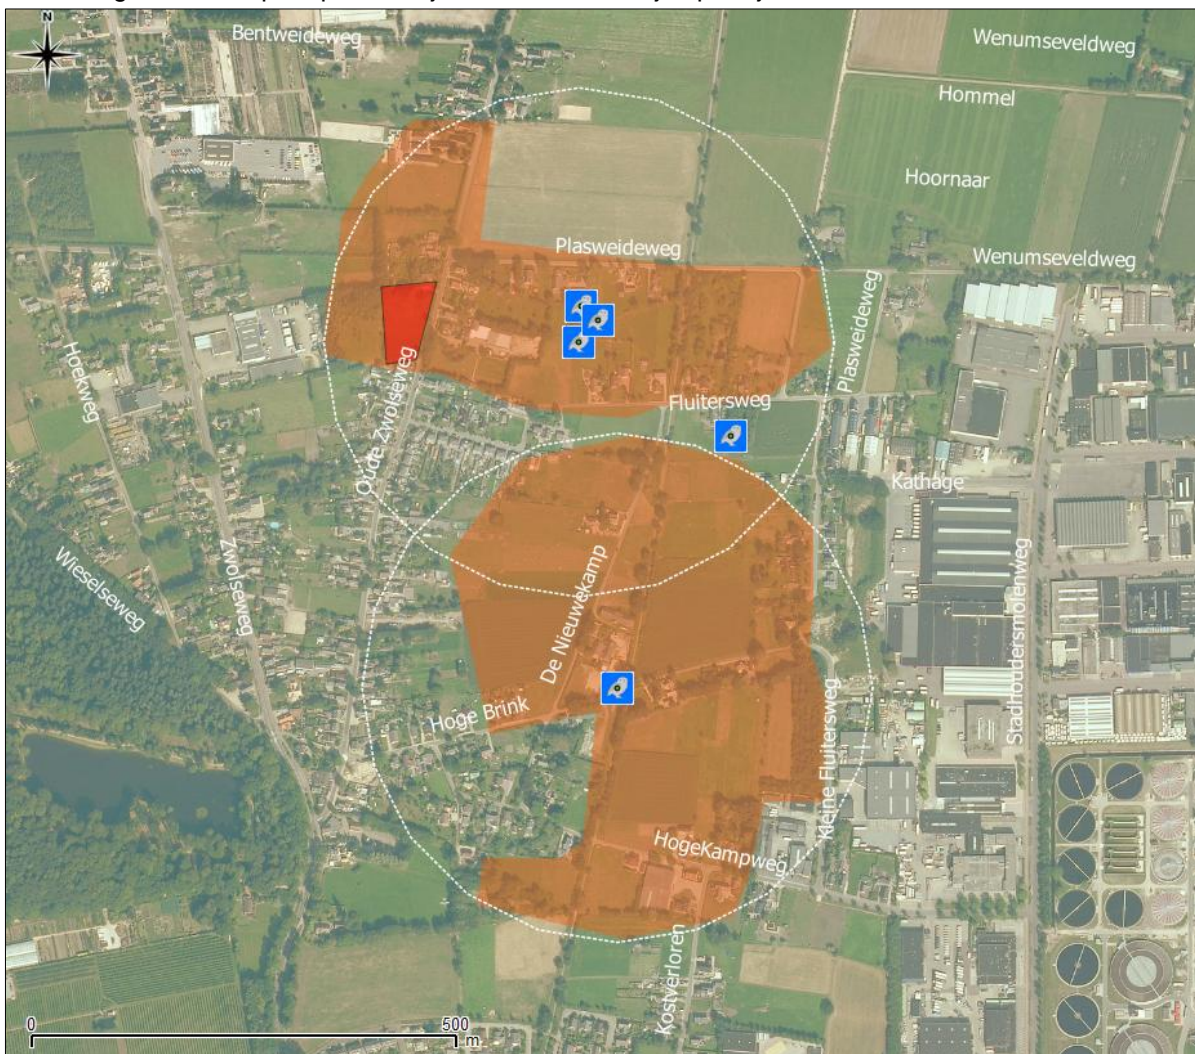 N
Bentweideweg
Wenumseveldweg
Hommel
Hoornaar
Plasweideweg
Wenumseveldweg
Plasweideweg
Hoekweg
Oude Zwolseweg
Fluitersweg
Kathage
Wieselseweg
Zwolseweg
De Nieuwekamp
Stadhoudersmolenweg
Hoge Brink
Kleine Fluitersweg
HogeKampweg
Kostverloren
0
500
m